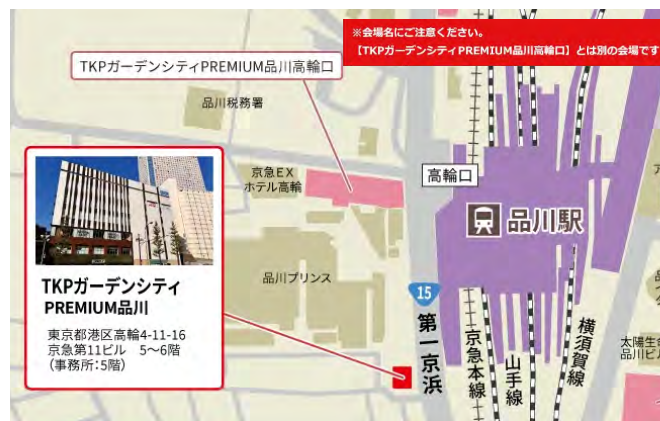 ※会場名にご注意ください。
【TKPガーデンシティPREMIUM品川高輪口】とは別の会場です
TKPガーデンシティPREMIUM品川高輪口
品川税務署
京急EX
ホテル高輪
高輪口
品川駅
品川プリンス
TKPガーデンシティ
PREMIUM品川
東京都港区高輪4-11-16
京急第11ビル 5〜6階
(事務所:5階)
15
第一京浜
京急本線
山手線
横須賀線
太陽生命
品川ビル